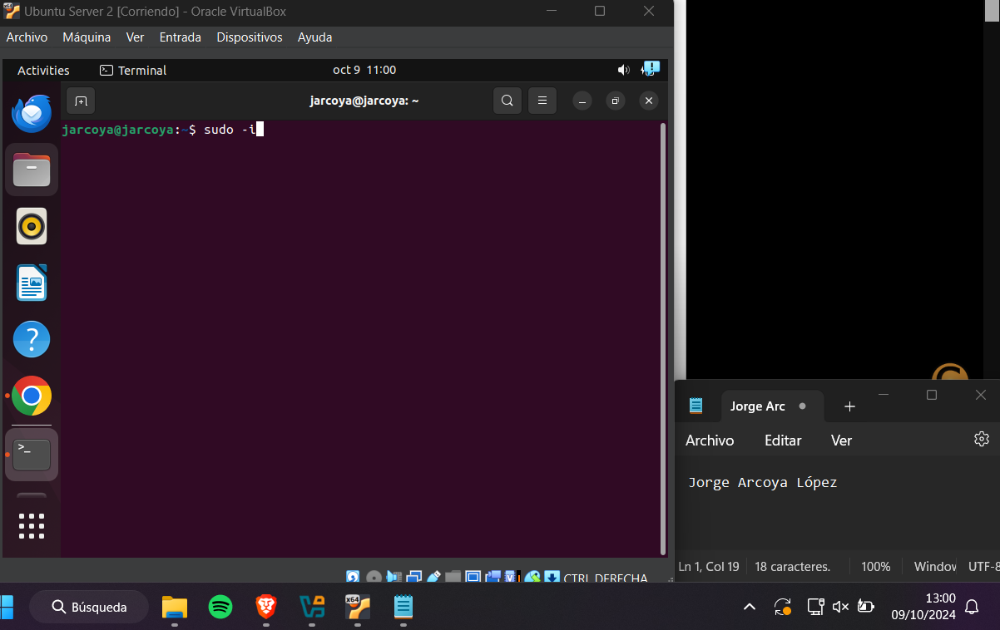 Ubuntu Server 2 [Corriendo] - Oracle VirtualBox
Archivo Máquina Ver Entrada Dispositivos Ayuda
Activities Terminal oct 9 11:00
jarcoya@jarcoya: ~
jarcoya@jarcoya:~$ sudo -i
CTRL DERECHA
Jorge Arc
Archivo Editar Ver
Jorge Arcoya López
Ln 1, Col 19 18 caracteres. 100% Window UTF-8
Búsqueda
13:00
09/10/2024